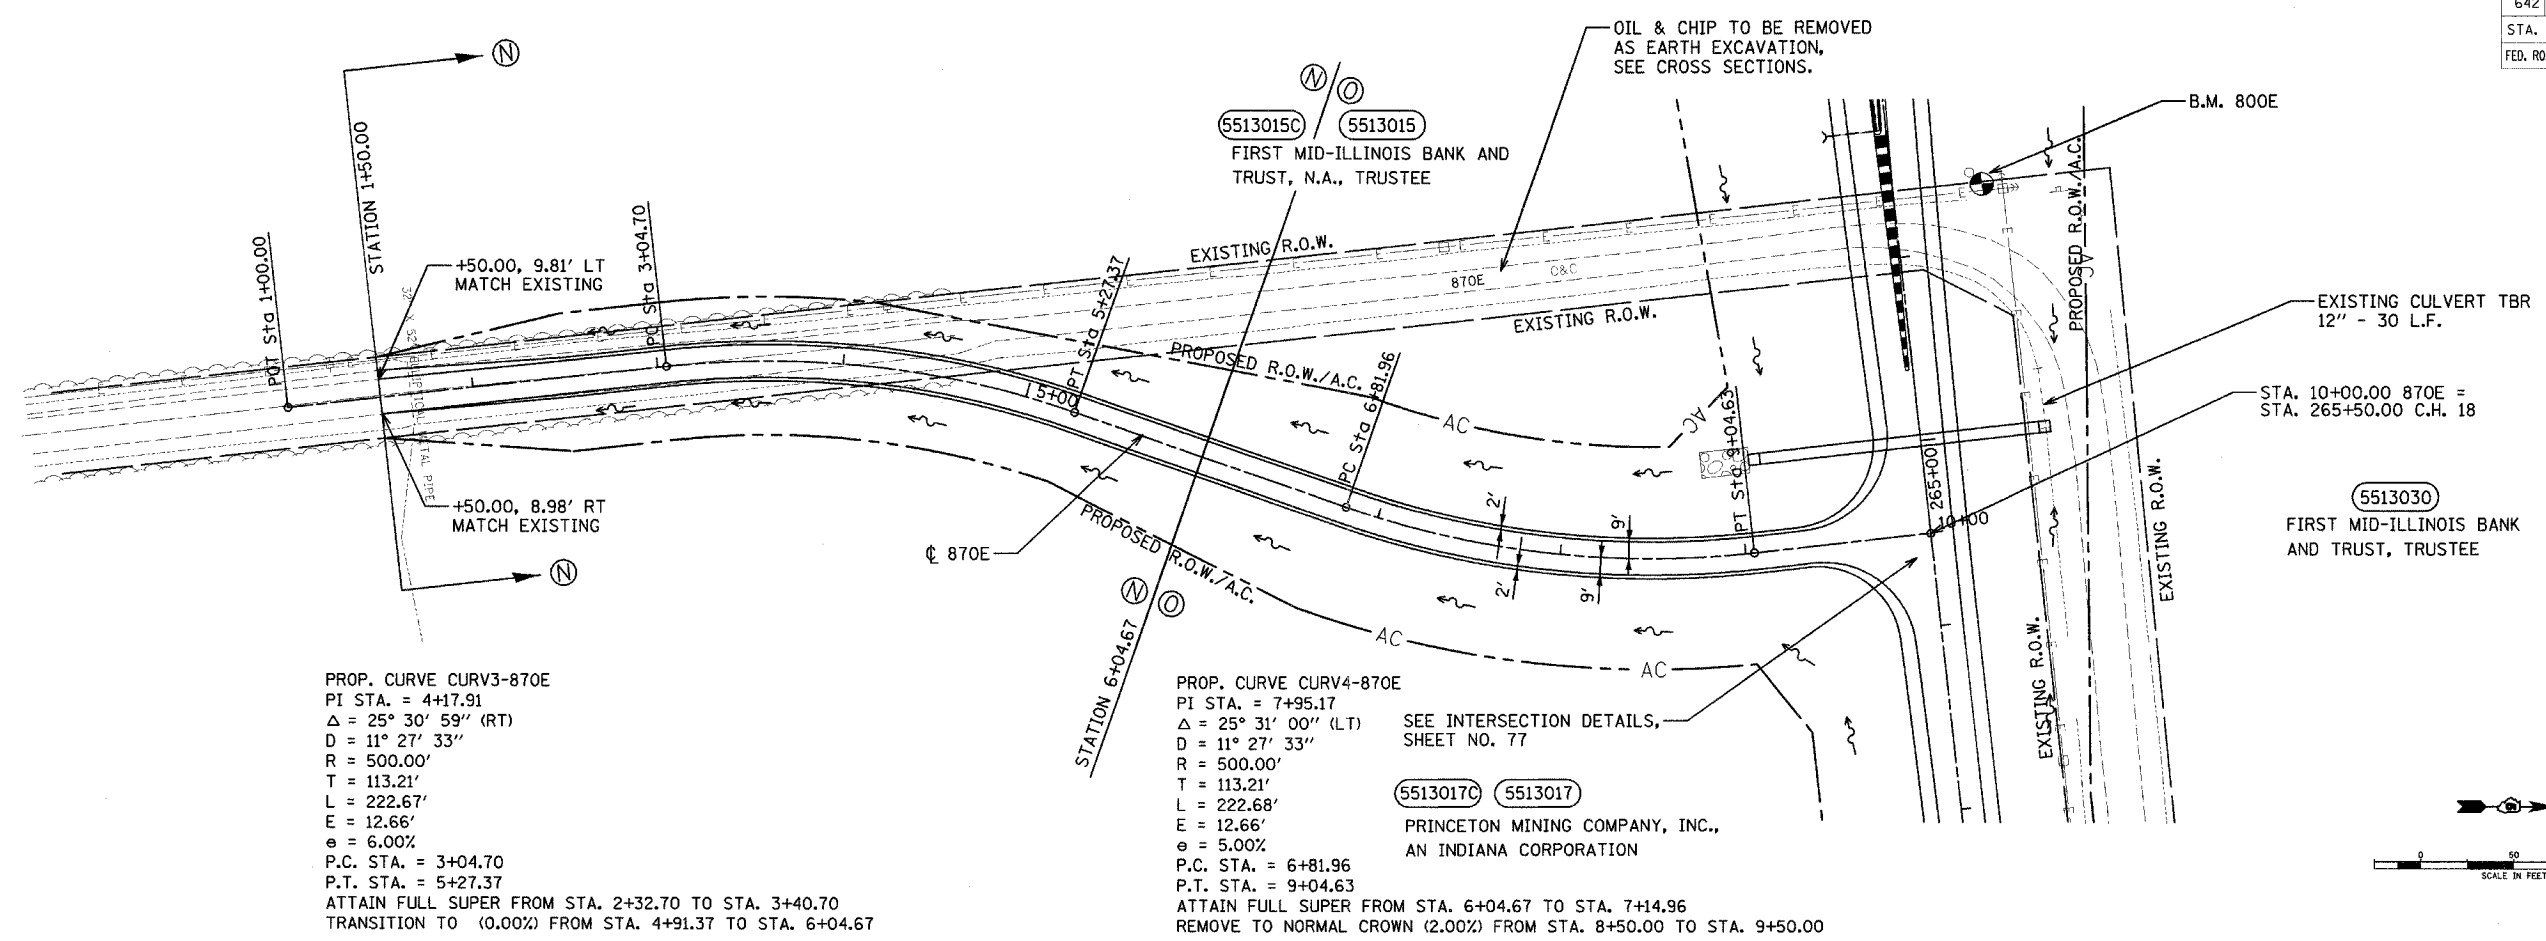 642
STA.
FED. RO
OIL & CHIP TO BE REMOVED
AS EARTH EXCAVATION,
SEE CROSS SECTIONS.
N
N
O
B.M. 800E
5513015C
5513015
FIRST MID-ILLINOIS BANK AND
TRUST, N.A., TRUSTEE
STATION 1+50.00
POT Sta 1+00.00
PC Sta 3+04.70
+50.00, 9.81' LT
MATCH EXISTING
EXISTING R.O.W.
PT Sta 5+27.37
870E
O&C
EXISTING R.O.W.
PROPOSED R.O.W./A.C.
PROPOSED R.O.W./A.C.
AC
EXISTING CULVERT TBR
12" - 30 L.F.
5+00
PC Sta 6+81.96
AC
AC
PT Sta 9+04.63
STA. 10+00.00 870E =
STA. 265+50.00 C.H. 18
265+00
10+00
+50.00, 8.98' RT
MATCH EXISTING
N
PROPOSED R.O.W./A.C.
℄ 870E
2'
9'
2'
9'
5513030
FIRST MID-ILLINOIS BANK
AND TRUST, TRUSTEE
EXISTING R.O.W.
EXISTING R.O.W.
N
O
STATION 6+04.67
AC
AC
PROP. CURVE CURV3-870E
PI STA. = 4+17.91
Δ = 25° 30' 59" (RT)
D = 11° 27' 33"
R = 500.00'
T = 113.21'
L = 222.67'
E = 12.66'
e = 6.00%
P.C. STA. = 3+04.70
P.T. STA. = 5+27.37
ATTAIN FULL SUPER FROM STA. 2+32.70 TO STA. 3+40.70
TRANSITION TO (0.00%) FROM STA. 4+91.37 TO STA. 6+04.67
PROP. CURVE CURV4-870E
PI STA. = 7+95.17
Δ = 25° 31' 00" (LT)
D = 11° 27' 33"
R = 500.00'
T = 113.21'
L = 222.68'
E = 12.66'
e = 5.00%
P.C. STA. = 6+81.96
P.T. STA. = 9+04.63
ATTAIN FULL SUPER FROM STA. 6+04.67 TO STA. 7+14.96
REMOVE TO NORMAL CROWN (2.00%) FROM STA. 8+50.00 TO STA. 9+50.00
SEE INTERSECTION DETAILS,
SHEET NO. 77
5513017C
5513017
PRINCETON MINING COMPANY, INC.,
AN INDIANA CORPORATION
0
50
SCALE IN FEET